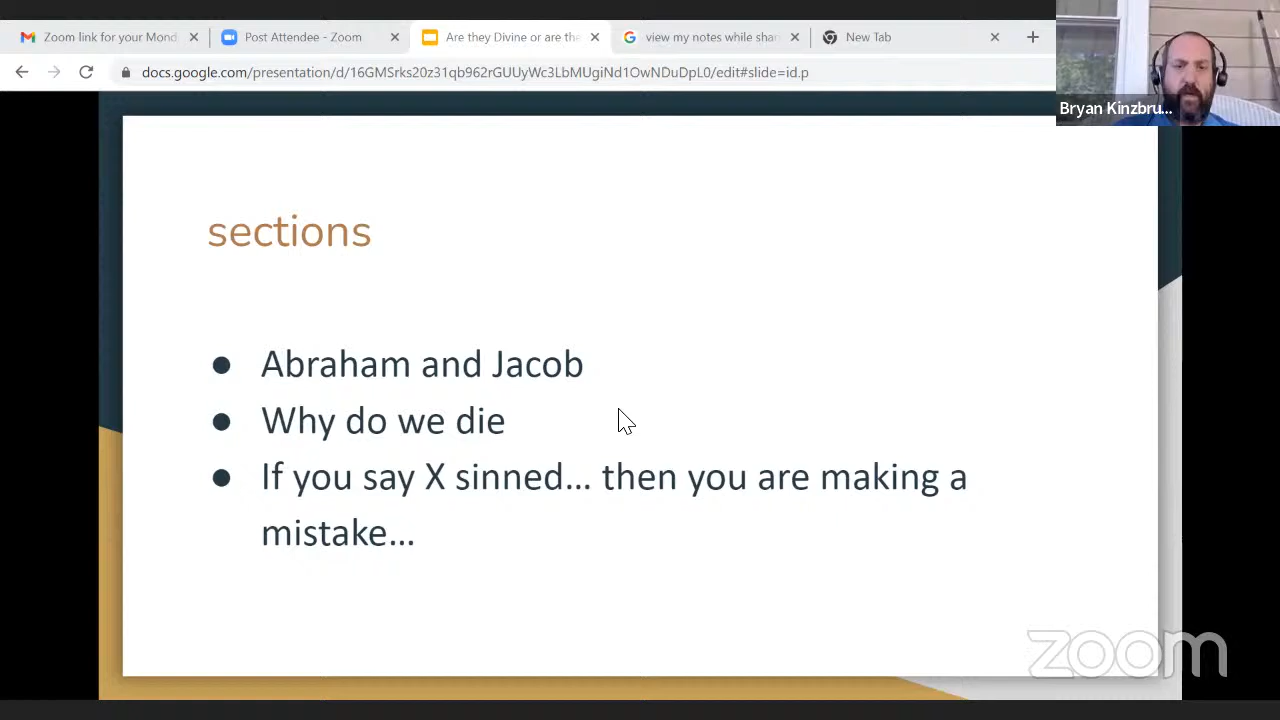 Zoom link for your Mond
Post Attendee - Zoom
Are they Divine or are the
view my notes while shar
New Tab
docs.google.com/presentation/d/16GMSrks20z31qb962rGUUyWc3LbMUgiNd1OwNDuDpL0/edit#slide=id.p
Bryan Kinzbru...
sections
● Abraham and Jacob
● Why do we die
● If you say X sinned... then you are making a
mistake...
zoom